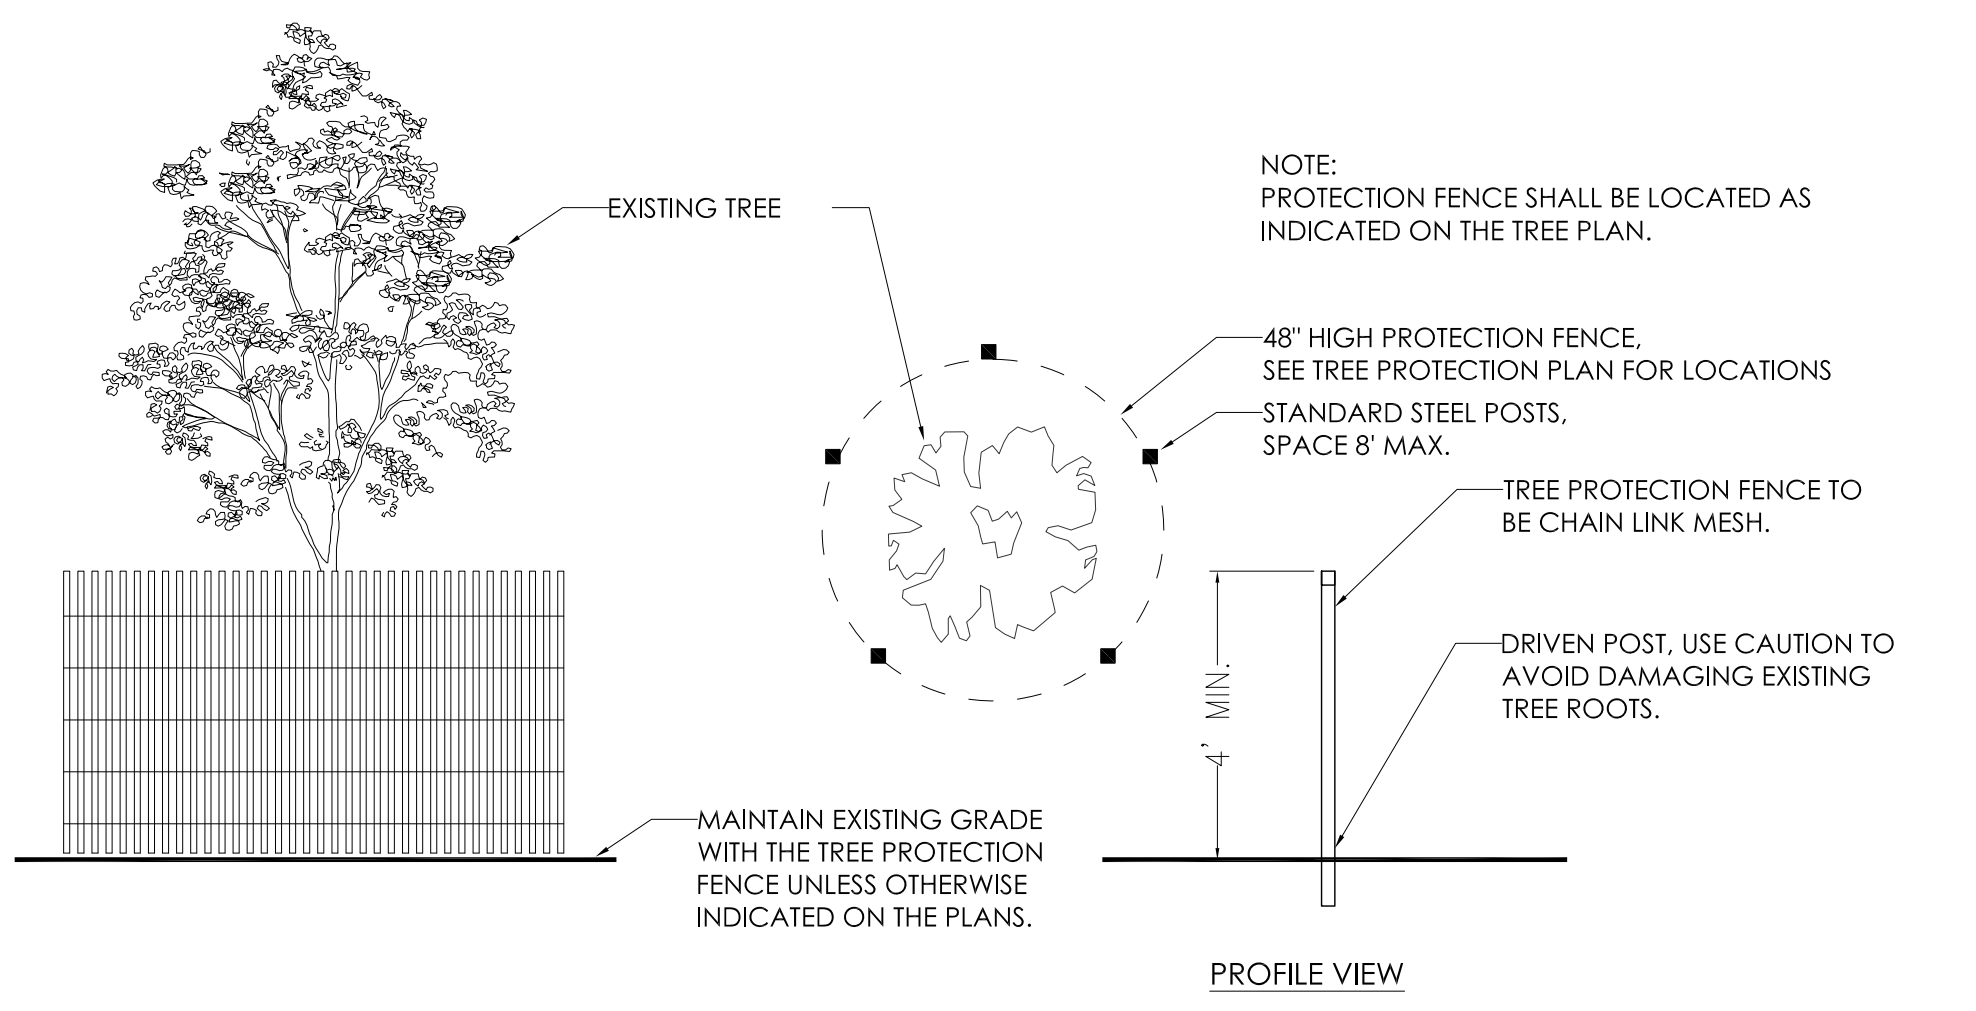 EXISTING TREE
NOTE:
PROTECTION FENCE SHALL BE LOCATED AS
INDICATED ON THE TREE PLAN.
48" HIGH PROTECTION FENCE,
SEE TREE PROTECTION PLAN FOR LOCATIONS
STANDARD STEEL POSTS,
SPACE 8' MAX.
TREE PROTECTION FENCE TO
BE CHAIN LINK MESH.
DRIVEN POST, USE CAUTION TO
AVOID DAMAGING EXISTING
TREE ROOTS.
4' MIN.
MAINTAIN EXISTING GRADE
WITH THE TREE PROTECTION
FENCE UNLESS OTHERWISE
INDICATED ON THE PLANS.
PROFILE VIEW